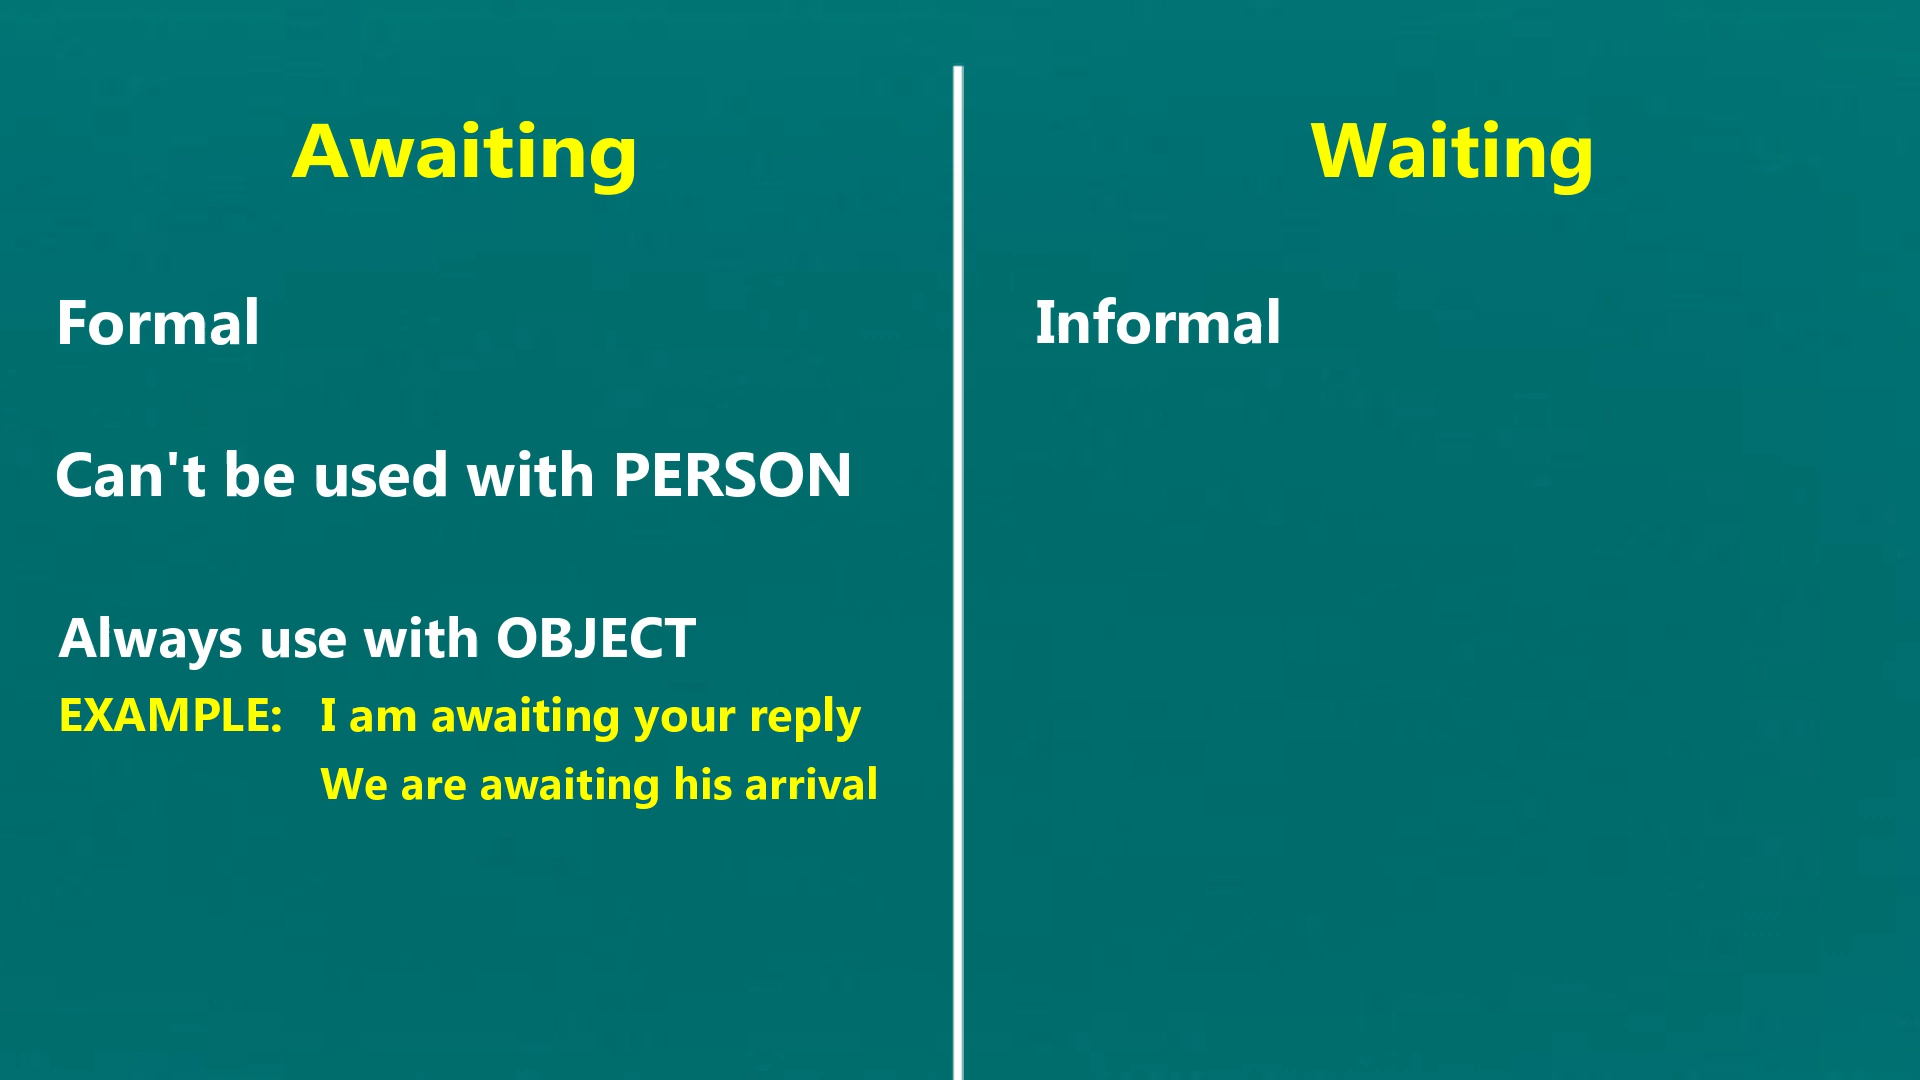 Awaiting
Formal
Can't be used with PERSON
Always use with OBJECT
EXAMPLE: I am awaiting your reply
We are awaiting his arrival
Waiting
Informal